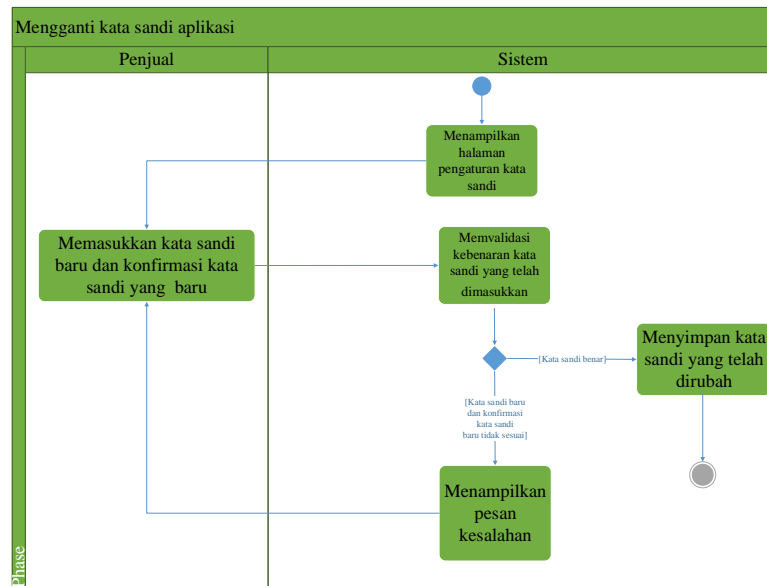 Mengganti kata sandi aplikasi
Penjual
Sistem
Menampilkan
halaman
pengaturan kata
sandi
Memasukkan kata sandi
baru dan konfirmasi kata
sandi yang baru
Memvalidasi
kebenaran kata
sandi yang telah
dimasukkan
[Kata sandi benar]
Menyimpan kata
sandi yang telah
dirubah
[Kata sandi baru
dan konfirmasi
kata sandi
baru tidak sesuai]
Menampilkan
pesan
kesalahan
Phase